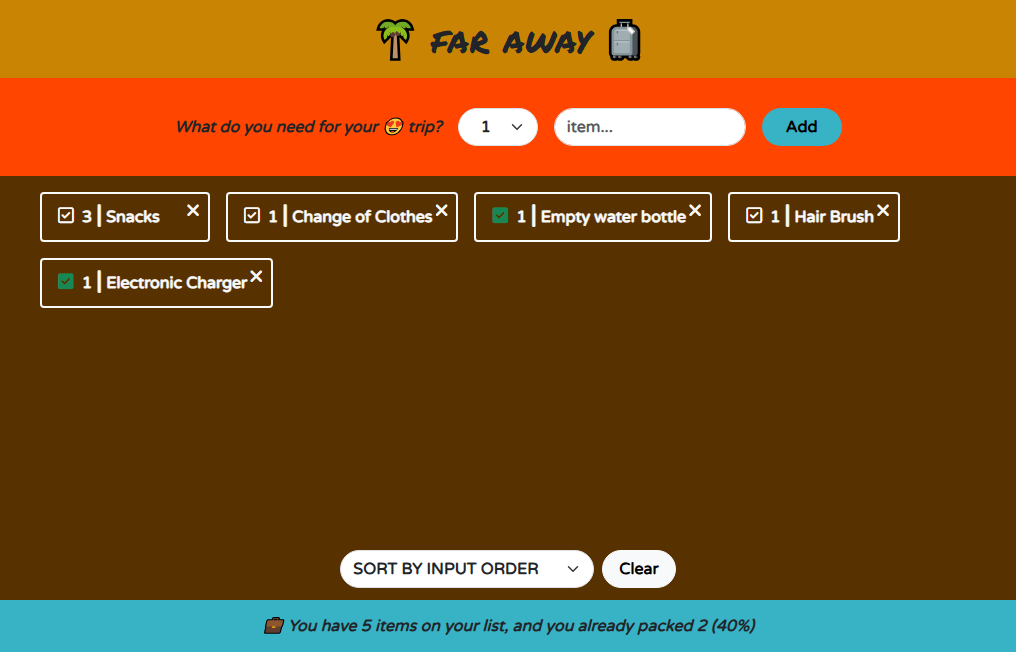 FAR AWAY
What do you need for your 😍 trip? 1 item... Add
3 | Snacks × 1 | Change of Clothes × 1 | Empty water bottle × 1 | Hair Brush ×
1 | Electronic Charger ×
SORT BY INPUT ORDER Clear
You have 5 items on your list, and you already packed 2 (40%)